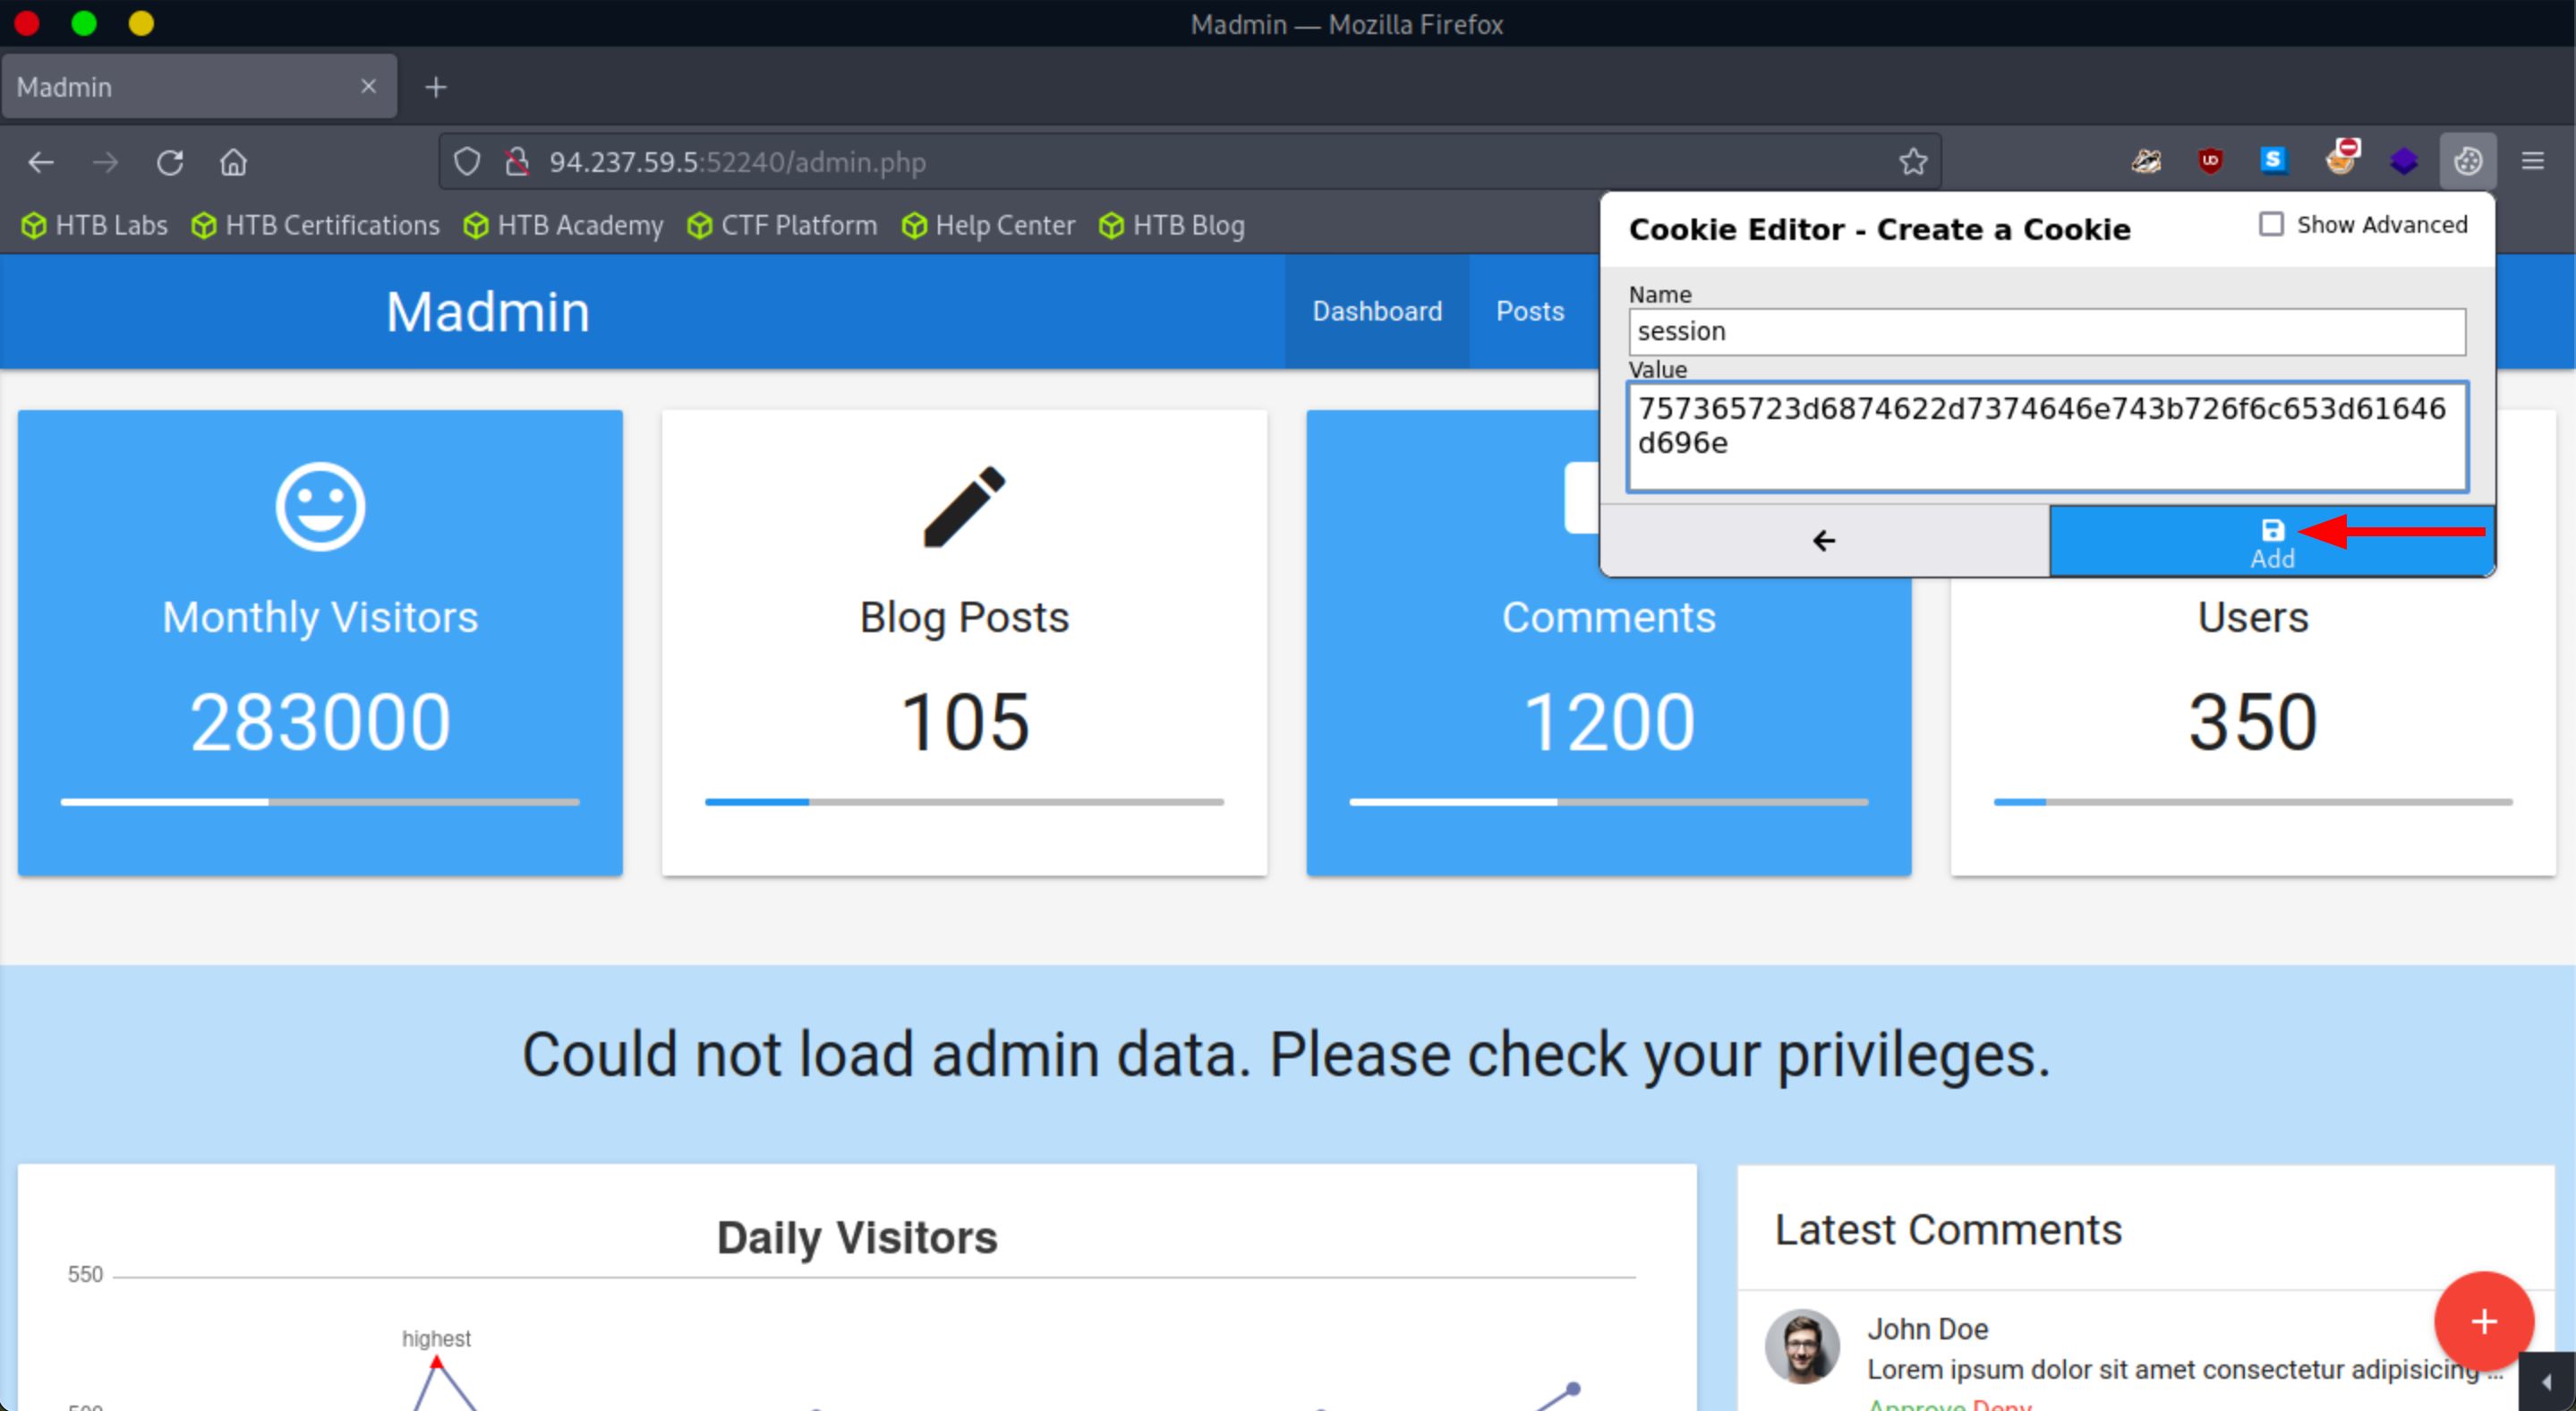 Madmin — Mozilla Firefox
Madmin
94.237.59.5:52240/admin.php
HTB Labs HTB Certifications HTB Academy CTF Platform Help Center HTB Blog
Cookie Editor - Create a Cookie Show Advanced
Name
session
Value
757365723d6874622d7374646e743b726f6c653d61646
d696e
Add
Madmin Dashboard Posts
Monthly Visitors
283000
Blog Posts
105
Comments
1200
Users
350
Could not load admin data. Please check your privileges.
Daily Visitors
550
highest
Latest Comments
John Doe
Lorem ipsum dolor sit amet consectetur adipisicing ...
Approve Deny